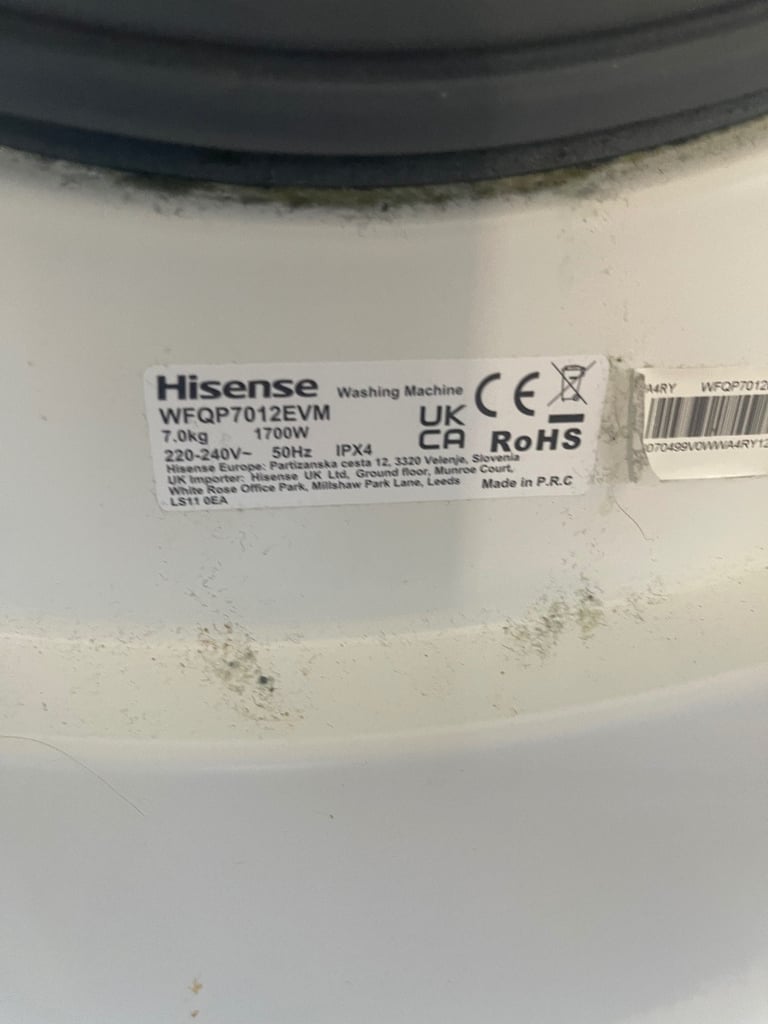 Hisense Washing Machine CE
WFQP7012EVM
7.0kg 1700W UK CA RoHS
220-240V~ 50Hz IPX4
Hisense Europe: Partizanska cesta 12, 3320 Velenje, Slovenia
UK Importer: Hisense UK Ltd, Ground floor, Munroe Court,
White Rose Office Park, Millshaw Park Lane, Leeds Made in P.R.C
LS11 0EA
A4RY WFQP7012